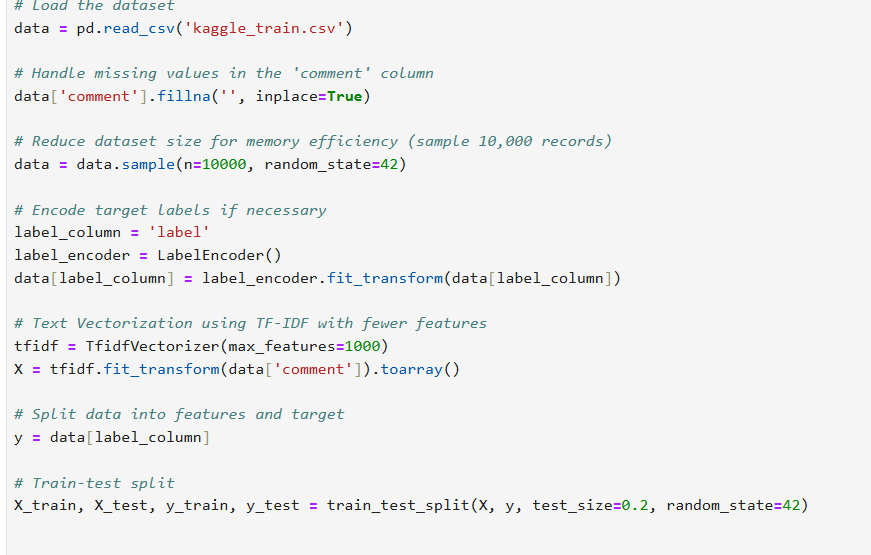 # Load the dataset
data = pd.read_csv('kaggle_train.csv')
# Handle missing values in the 'comment' column
data['comment'].fillna('', inplace=True)
# Reduce dataset size for memory efficiency (sample 10,000 records)
data = data.sample(n=10000, random_state=42)
# Encode target labels if necessary
label_column = 'label'
label_encoder = LabelEncoder()
data[label_column] = label_encoder.fit_transform(data[label_column])
# Text Vectorization using TF-IDF with fewer features
tfidf = TfidfVectorizer(max_features=1000)
X = tfidf.fit_transform(data['comment']).toarray()
# Split data into features and target
y = data[label_column]
# Train-test split
X_train, X_test, y_train, y_test = train_test_split(X, y, test_size=0.2, random_state=42)